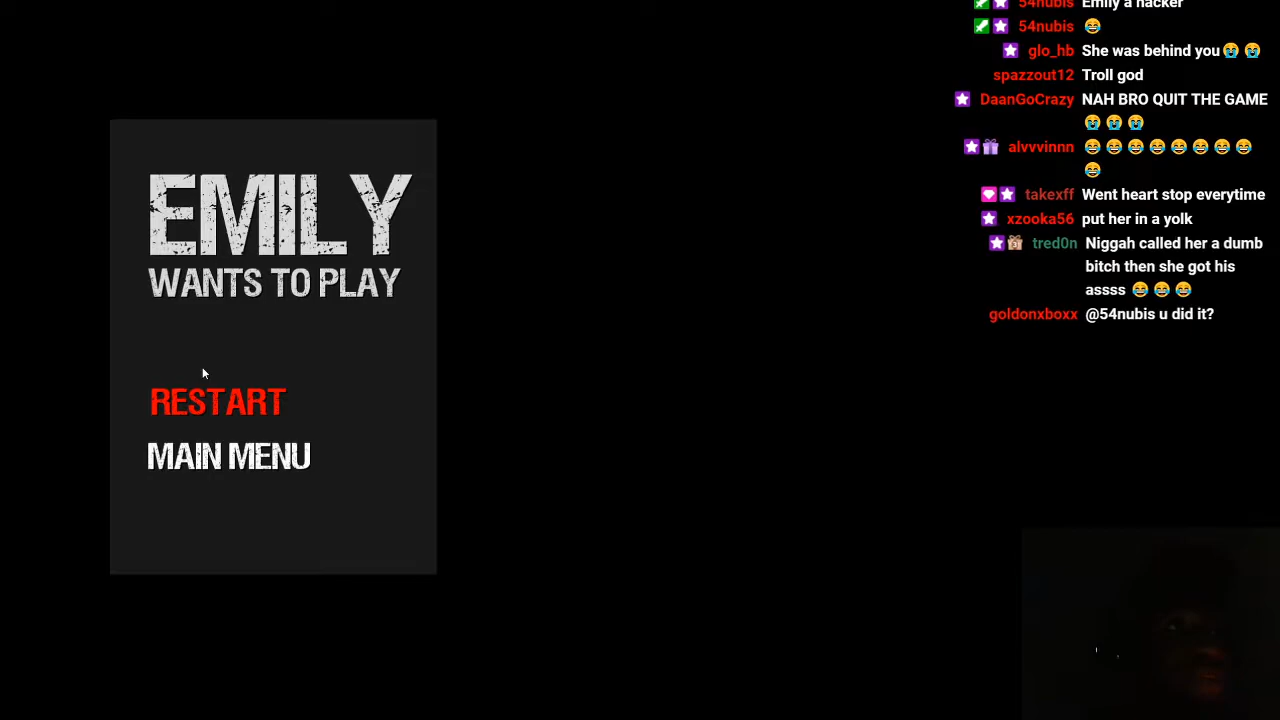 EMILY
WANTS TO PLAY
RESTART
MAIN MENU
54nubis Emily a hacker
54nubis 😂
glo_hb She was behind you😭 😭
spazzout12 Troll god
DaanGoCrazy NAH BRO QUIT THE GAME
😭 😭 😭
alvvvinnn 😂 😂 😂 😂 😂 😂 😂 😂
😂
takexff Went heart stop everytime
xzooka56 put her in a yolk
tred0n Niggah called her a dumb
bitch then she got his
assss 😂 😂 😂
goldonxboxx @54nubis u did it?